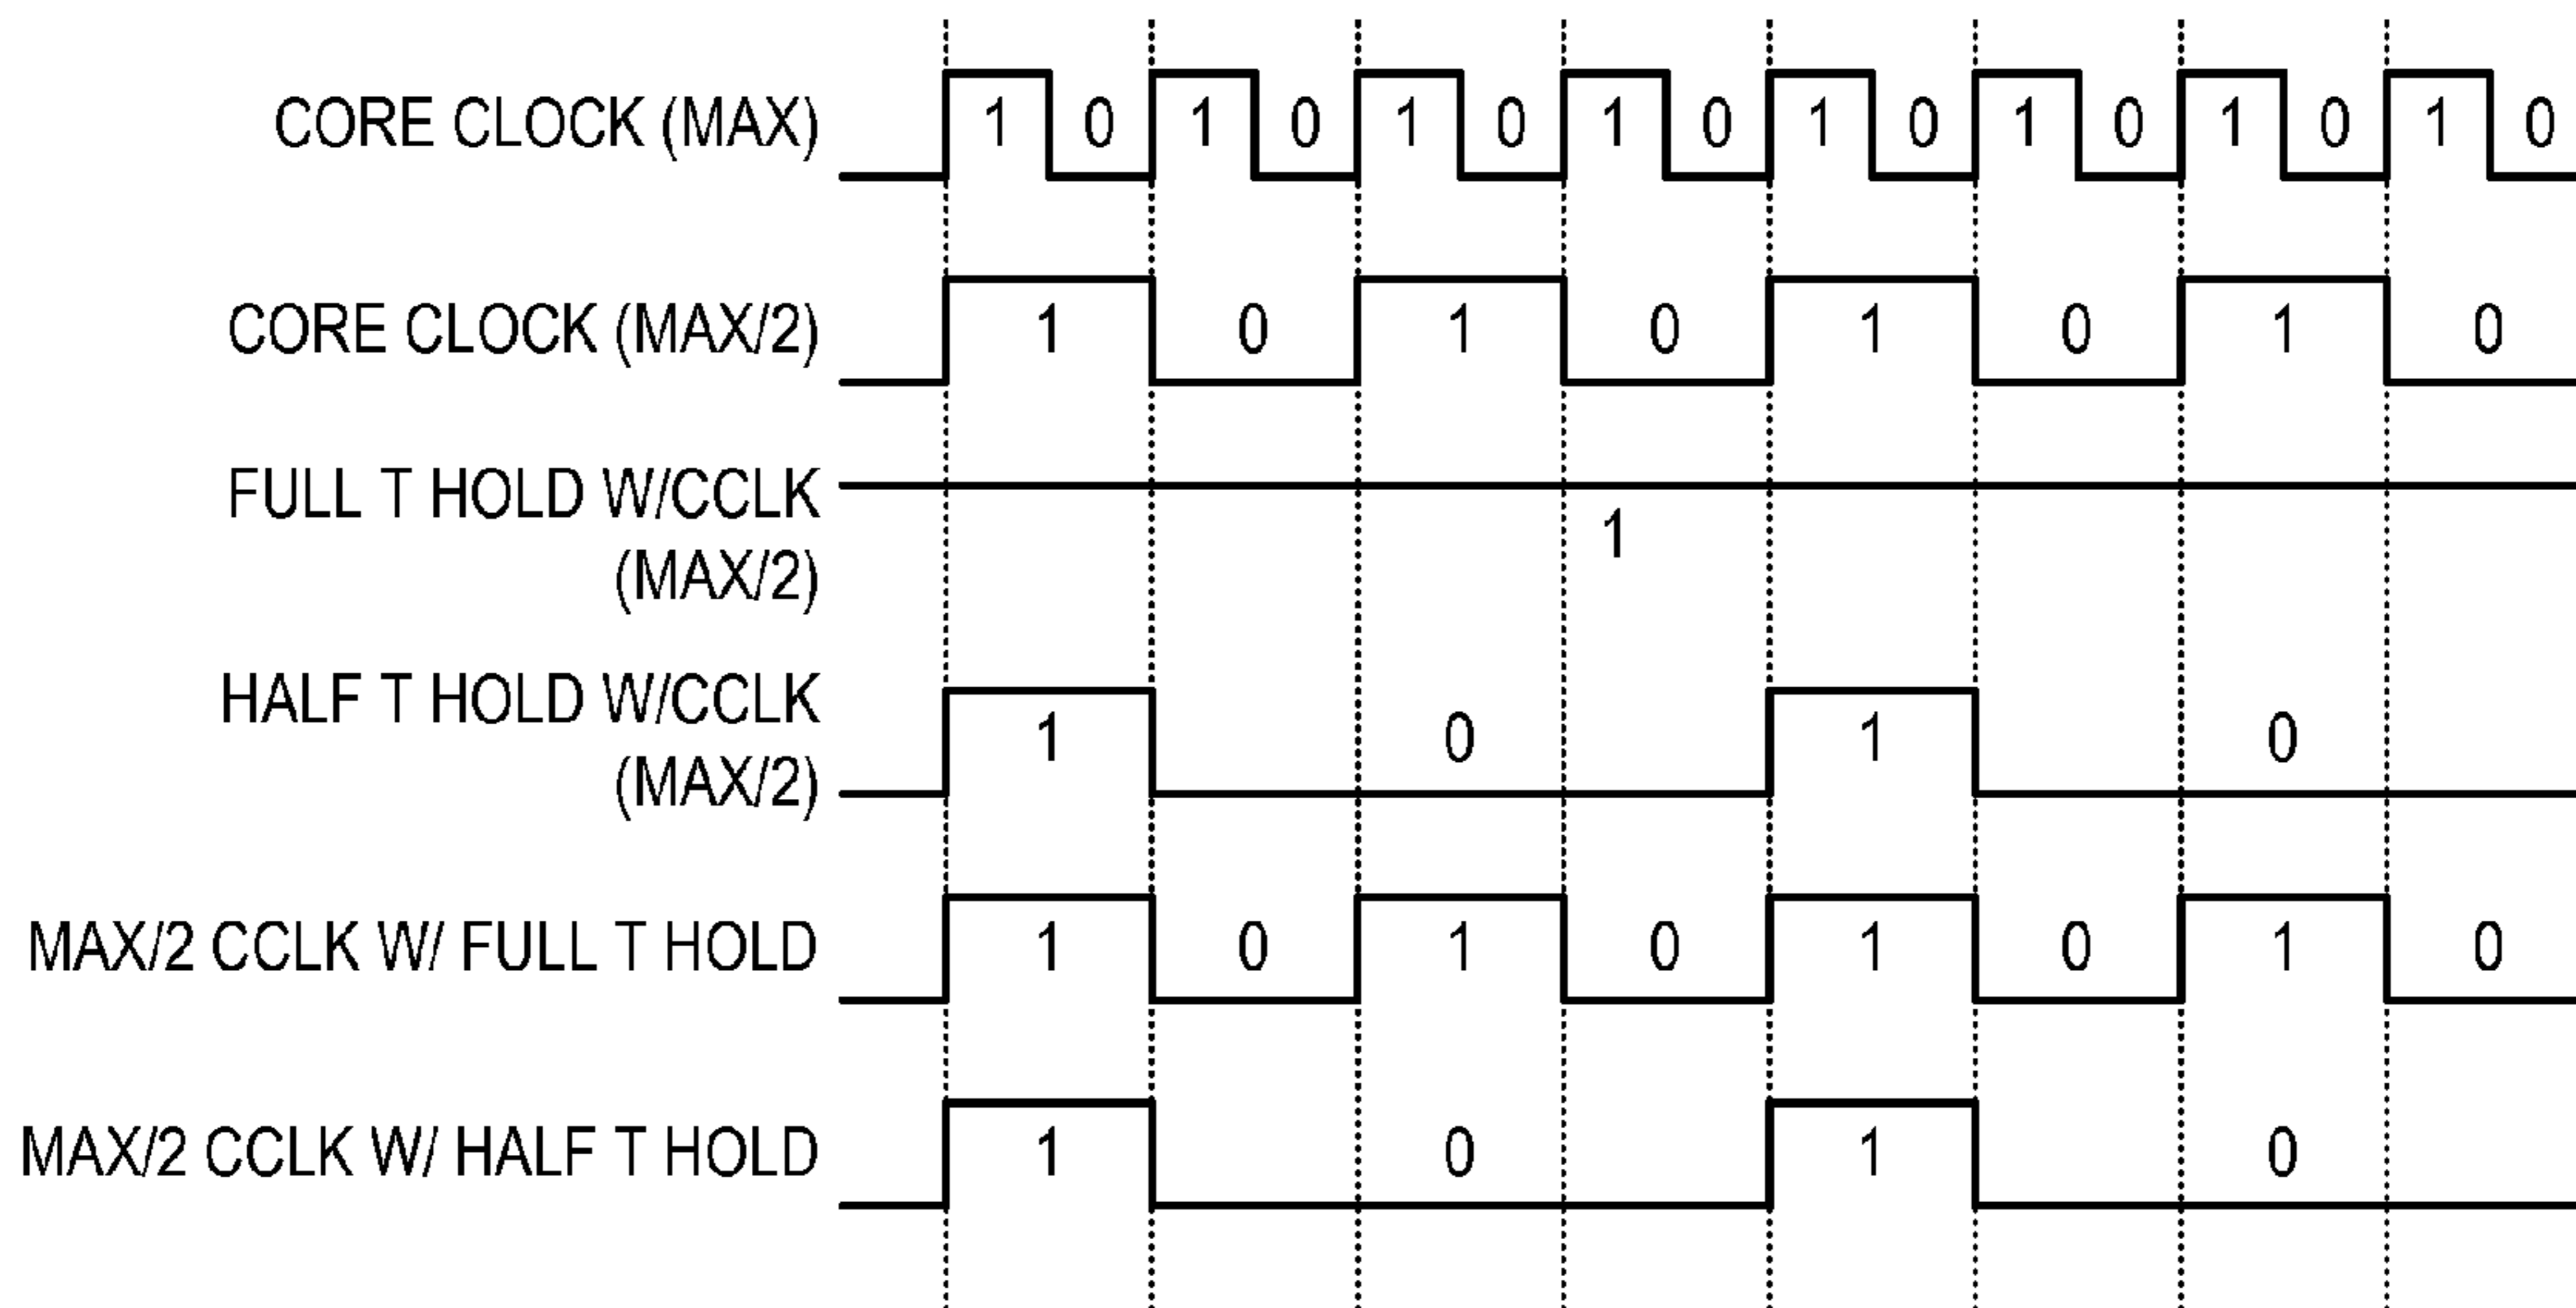 CORE CLOCK (MAX) 1 0 1 0 1 0 1 0 1 0 1 0 1 0 1 0
CORE CLOCK (MAX/2) 1 0 1 0 1 0 1 0
FULL T HOLD W/CCLK
(MAX/2)
1
HALF T HOLD W/CCLK
(MAX/2)
1 0 1 0
MAX/2 CCLK W/ FULL T HOLD 1 0 1 0 1 0 1 0
MAX/2 CCLK W/ HALF T HOLD 1 0 1 0